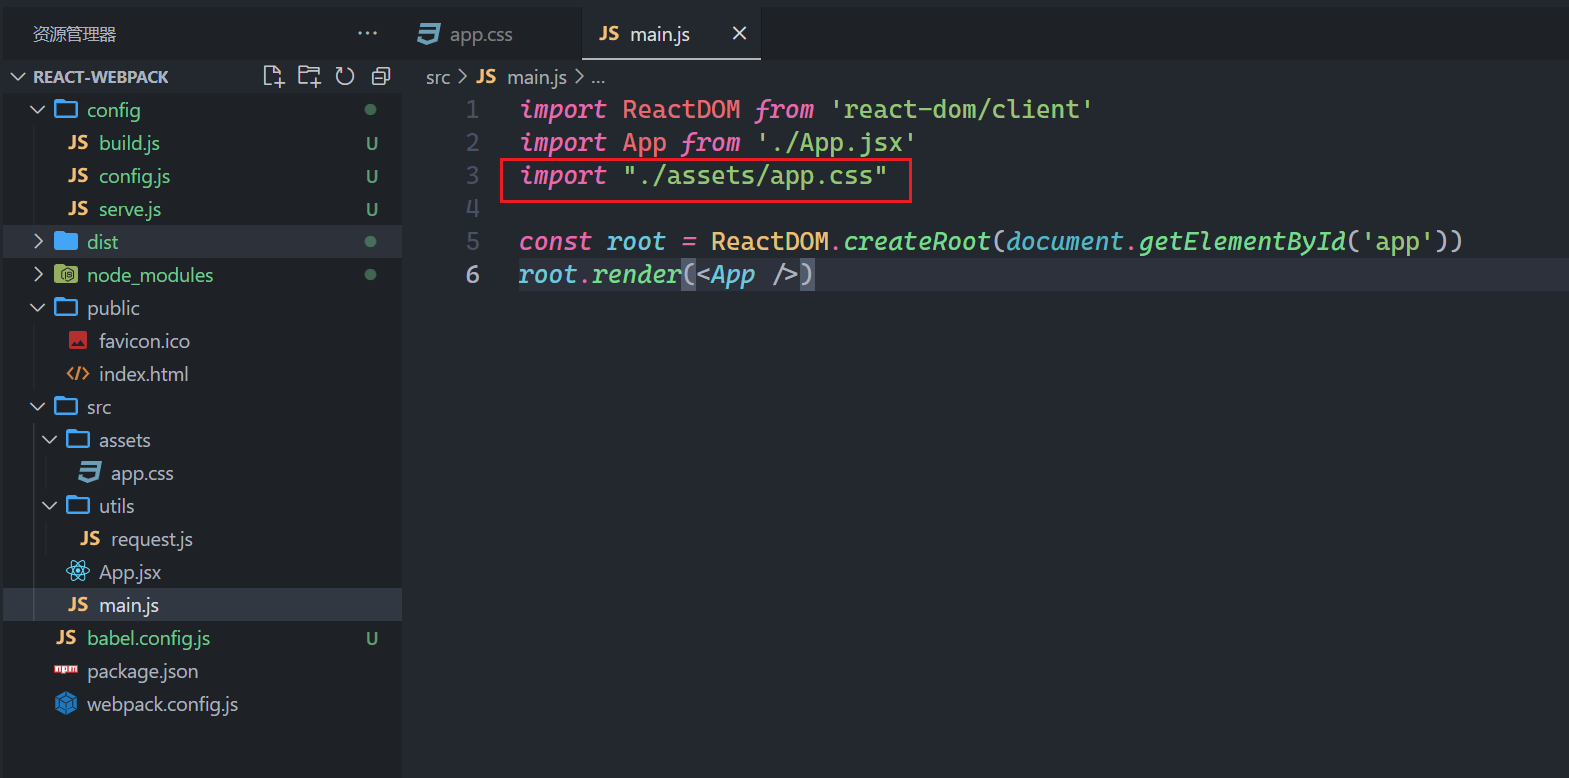 资源管理器 ···
REACT-WEBPACK
config
JS build.js U
JS config.js U
JS serve.js U
dist
node_modules
public
favicon.ico
index.html
src
assets
app.css
utils
JS request.js
App.jsx
JS main.js
JS babel.config.js U
package.json
webpack.config.js
app.css JS main.js ×
src > JS main.js > ...
1 import ReactDOM from 'react-dom/client'
2 import App from './App.jsx'
3 import "./assets/app.css"
4
5 const root = ReactDOM.createRoot(document.getElementById('app'))
6 root.render(<App />)